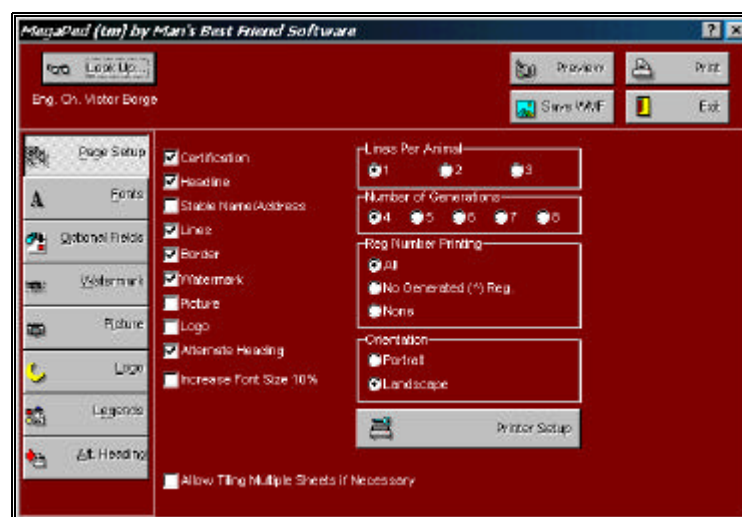 MegaPed (tm) by Man's Best Friend Software
Look Up...
Preview
Print
Eng. Ch. Victor Borge
Save WMF
Exit
Page Setup
Fonts
Optional Fields
Watermark
Picture
Logo
Legends
Alt. Heading
Certification
Headline
Stable Name/Address
Lines
Border
Watermark
Picture
Logo
Alternate Heading
Increase Font Size 10%
Allow Tiling Multiple Sheets if Necessary
Lines Per Animal
1 2 3
Number of Generations
4 5 6 7 8
Reg Number Printing
All
No Generated (*) Reg.
None
Orientation
Portrait
Landscape
Printer Setup